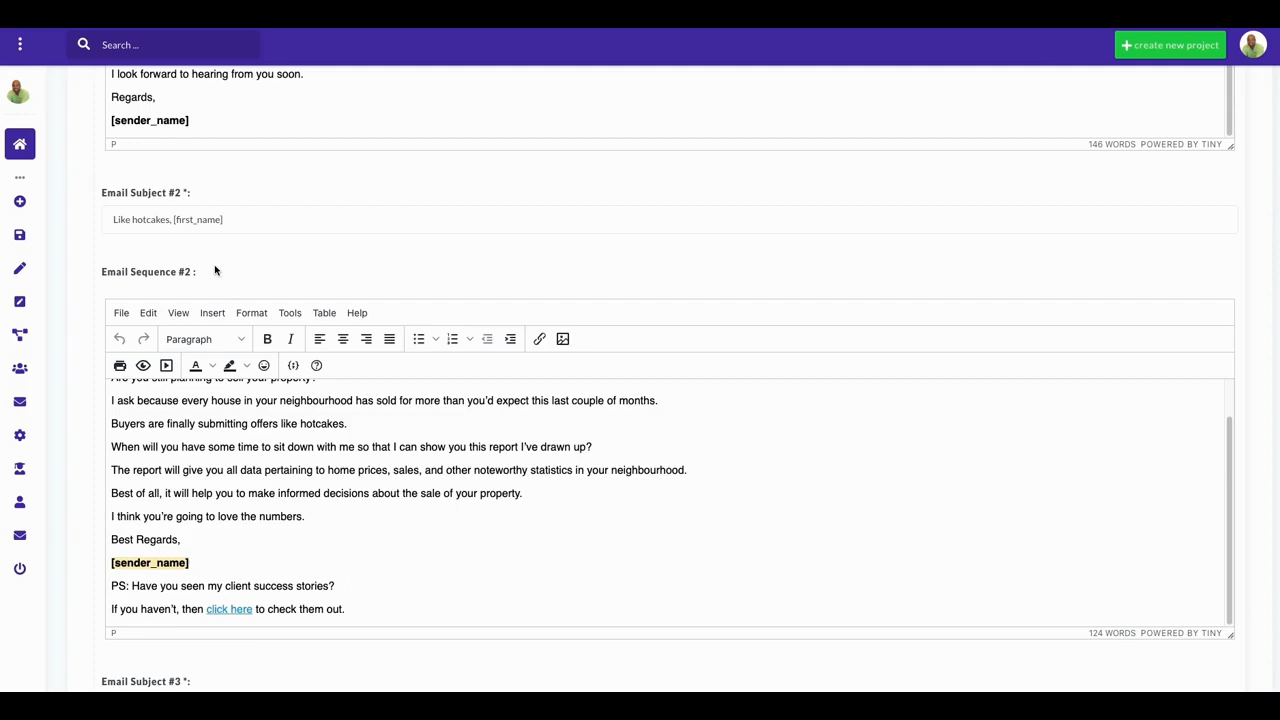 Search ...
+ create new project
I look forward to hearing from you soon.
Regards,
[sender_name]
P
146 WORDS POWERED BY TINY
Email Subject #2 *:
Like hotcakes, [first_name]
Email Sequence #2 :
File Edit View Insert Format Tools Table Help
Paragraph
Are you still planning to sell your property?
I ask because every house in your neighbourhood has sold for more than you'd expect this last couple of months.
Buyers are finally submitting offers like hotcakes.
When will you have some time to sit down with me so that I can show you this report I've drawn up?
The report will give you all data pertaining to home prices, sales, and other noteworthy statistics in your neighbourhood.
Best of all, it will help you to make informed decisions about the sale of your property.
I think you're going to love the numbers.
Best Regards,
[sender_name]
PS: Have you seen my client success stories?
If you haven't, then click here to check them out.
P
124 WORDS POWERED BY TINY
Email Subject #3 *: